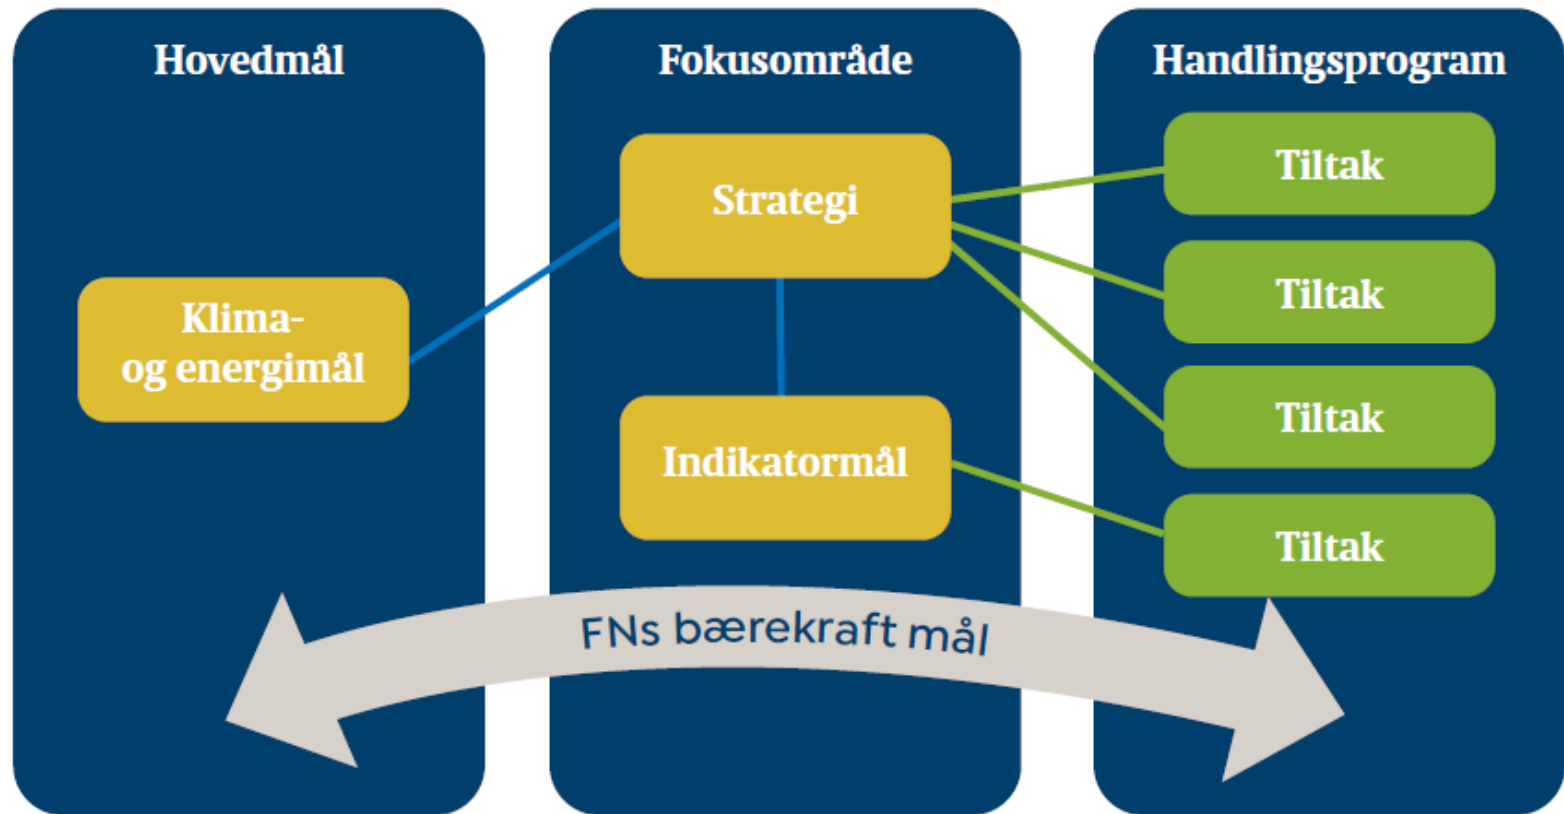 Hovedmål
Klima-
og energimål
Fokusområde
Strategi
Indikatormål
Handlingsprogram
Tiltak
Tiltak
Tiltak
Tiltak
FNs bærekraft mål